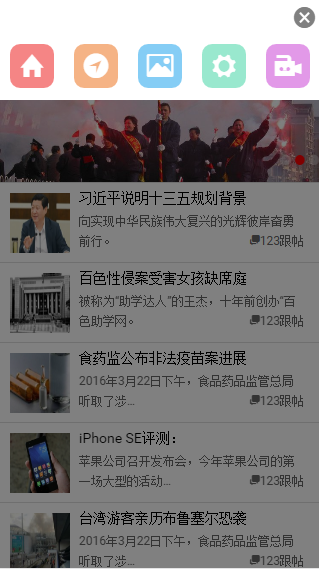 习近平说明十三五规划背景
向实现中华民族伟大复兴的光辉彼岸奋勇
前行。
123跟帖
百色性侵案受害女孩缺席庭
被称为“助学达人”的王杰，十年前创办“百
色助学网。
123跟帖
食药监公布非法疫苗案进展
2016年3月22日下午，食品药品监管总局
听取了涉...
123跟帖
iPhone SE评测：
苹果公司召开发布会，今年苹果公司的第
一场大型的活动...
123跟帖
台湾游客亲历布鲁塞尔恐袭
2016年3月22日下午，食品药品监管总局
听取了涉...
123跟帖